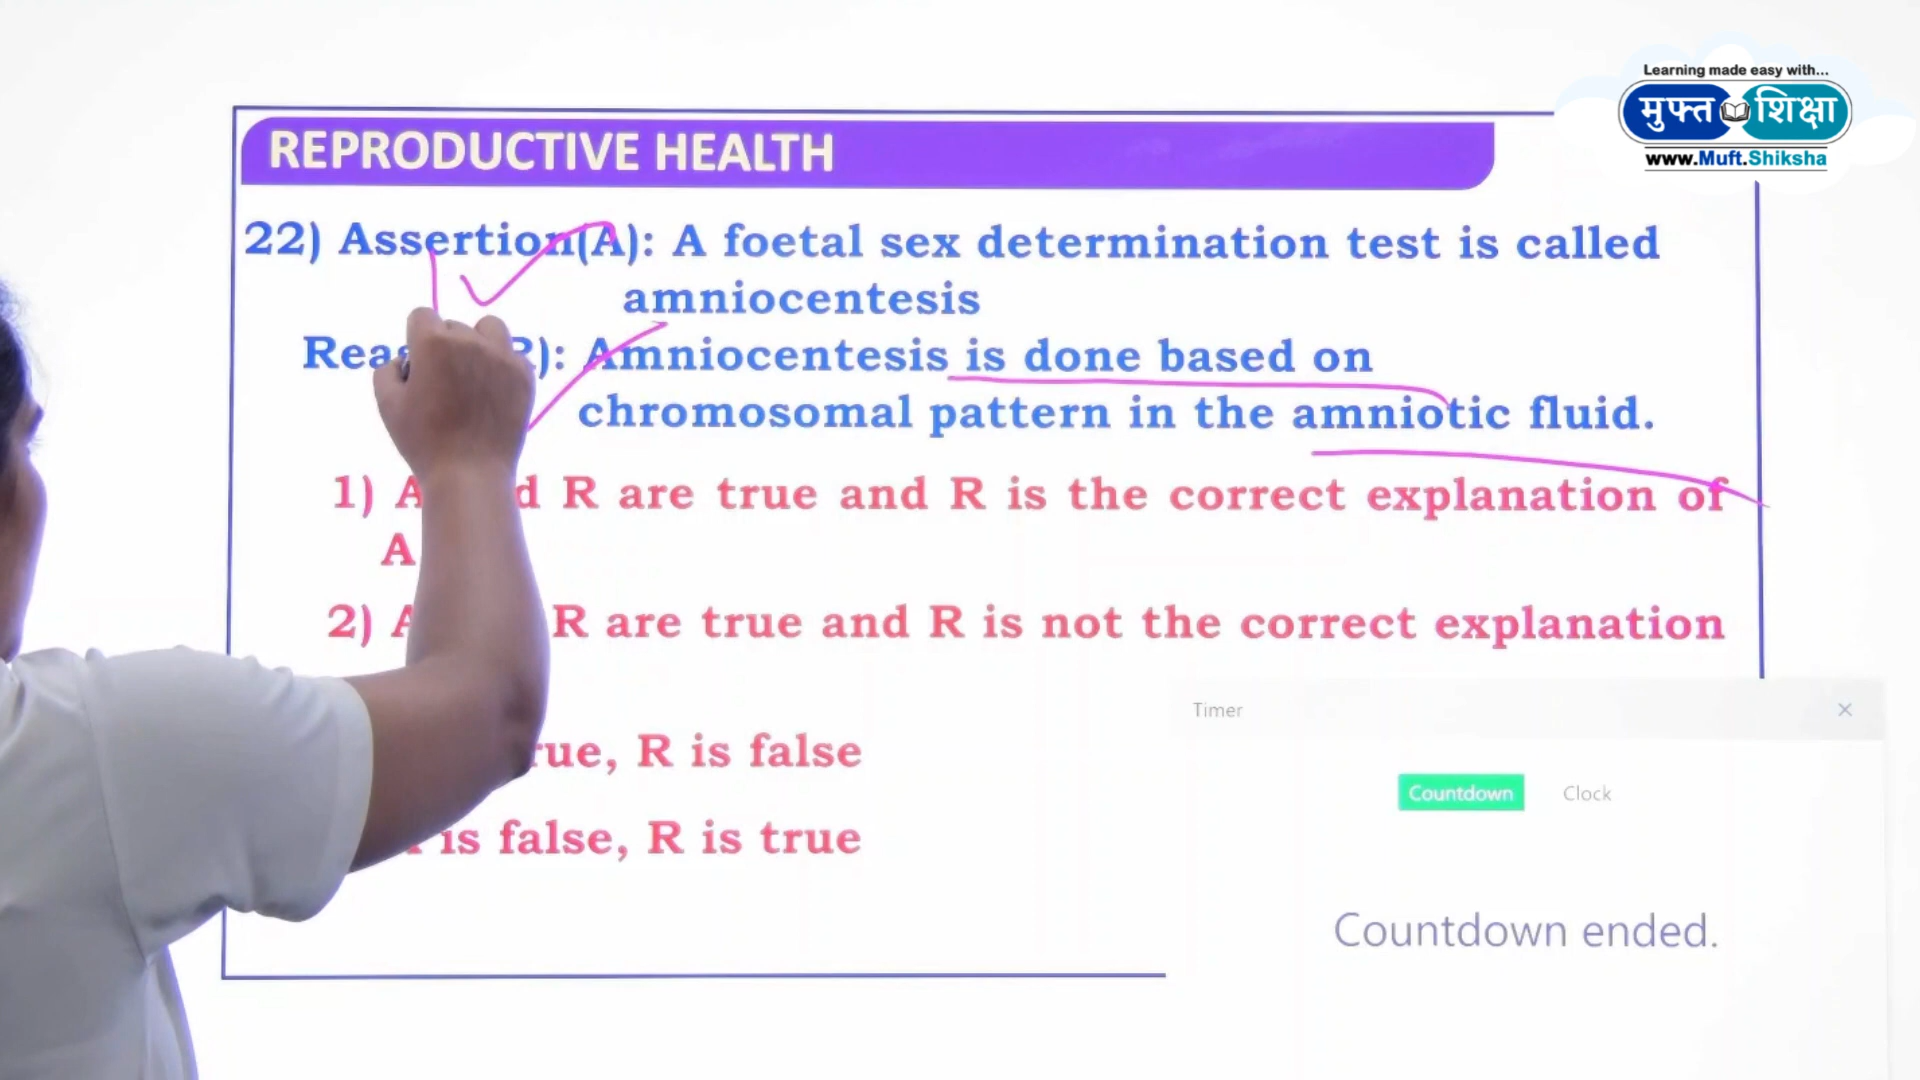 Learning made easy with...
मुफ्त शिक्षा
www.Muft.Shiksha
REPRODUCTIVE HEALTH
22) Assertion(A): A foetal sex determination test is called
amniocentesis
Amniocentesis is done based on
chromosomal pattern in the amniotic fluid.
1) A R are true and R is the correct explanation of
A
2) A R are true and R is not the correct explanation
R is false
is false, R is true
Timer
Countdown Clock
Countdown ended.